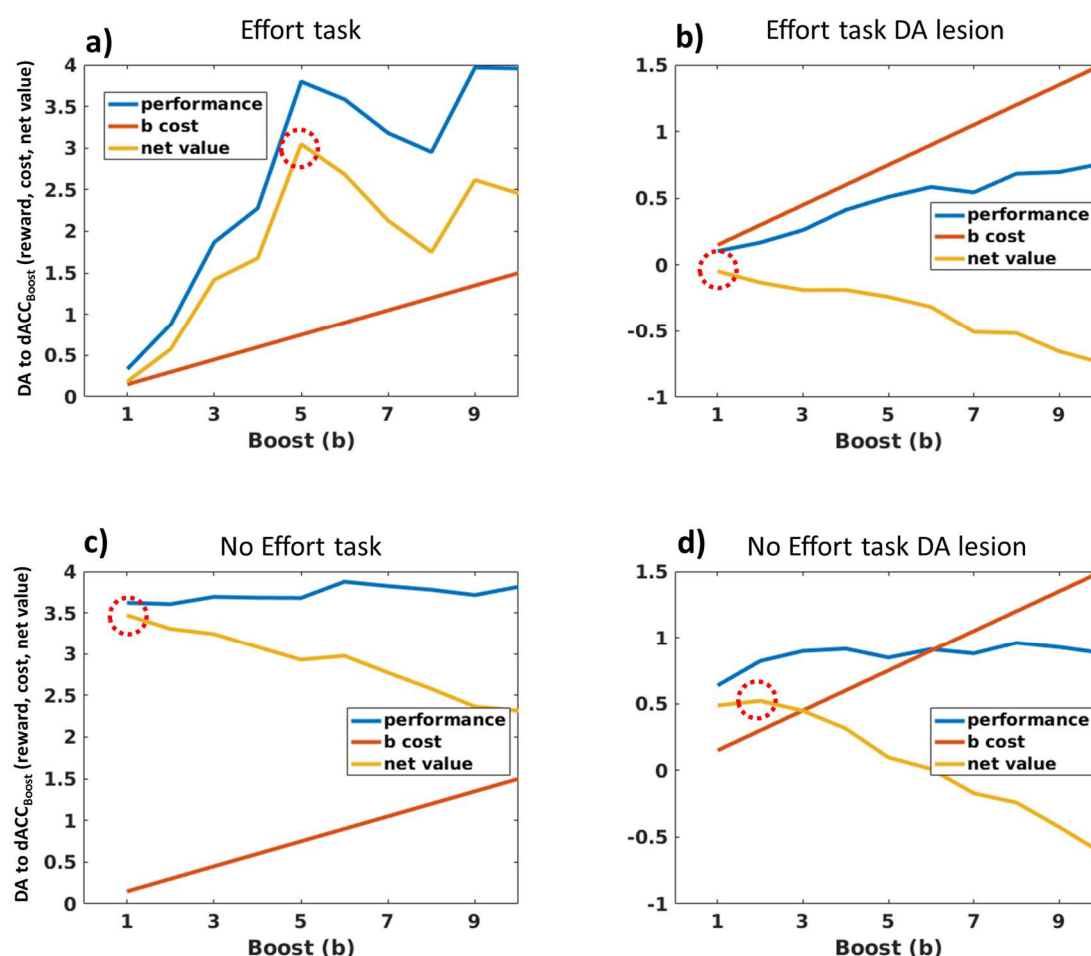 a)
Effort task
DA to dACC_Boost (reward, cost, net value)
4
3.5
3
2.5
2
1.5
1
0.5
0
performance
b cost
net value
1 3 5 7 9
Boost (b)
b)
Effort task DA lesion
1.5
1
0.5
0
-0.5
-1
performance
b cost
net value
1 3 5 7 9
Boost (b)
c)
No Effort task
DA to dACC_Boost (reward, cost, net value)
4
3.5
3
2.5
2
1.5
1
0.5
0
performance
b cost
net value
1 3 5 7 9
Boost (b)
d)
No Effort task DA lesion
1.5
1
0.5
0
-0.5
-1
performance
b cost
net value
1 3 5 7 9
Boost (b)